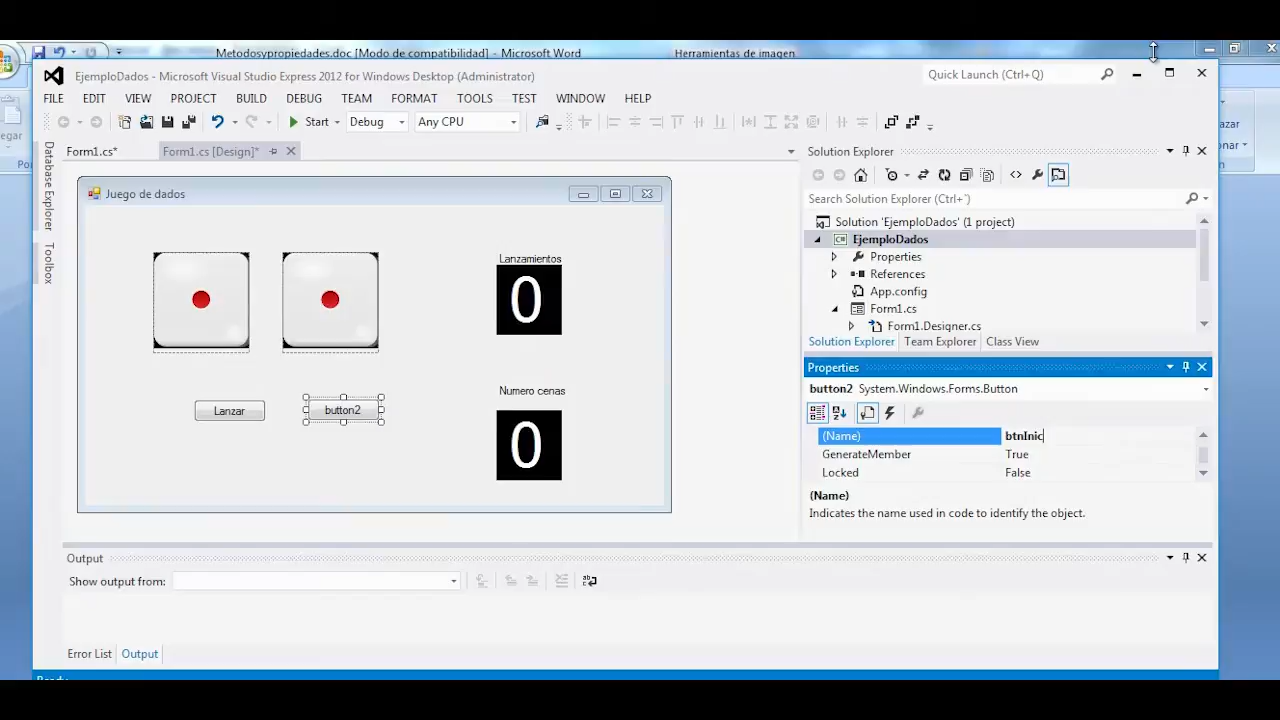 Metodosypropiedades.doc [Modo de compatibilidad] - Microsoft Word
Herramientas de imagen
EjemploDados - Microsoft Visual Studio Express 2012 for Windows Desktop (Administrator)
Quick Launch (Ctrl+Q)
FILE EDIT VIEW PROJECT BUILD DEBUG TEAM FORMAT TOOLS TEST WINDOW HELP
Start Debug Any CPU
Form1.cs* Form1.cs [Design]*
Solution Explorer
Database Explorer
Toolbox
Juego de dados
Search Solution Explorer (Ctrl+`)
Solution 'EjemploDados' (1 project)
C# EjemploDados
Properties
References
App.config
Form1.cs
Form1.Designer.cs
Solution Explorer Team Explorer Class View
Lanzamientos
0
Numero cenas
0
Lanzar button2
Properties
button2 System.Windows.Forms.Button
(Name) btnInic
GenerateMember True
Locked False
(Name)
Indicates the name used in code to identify the object.
Output
Show output from:
Error List Output